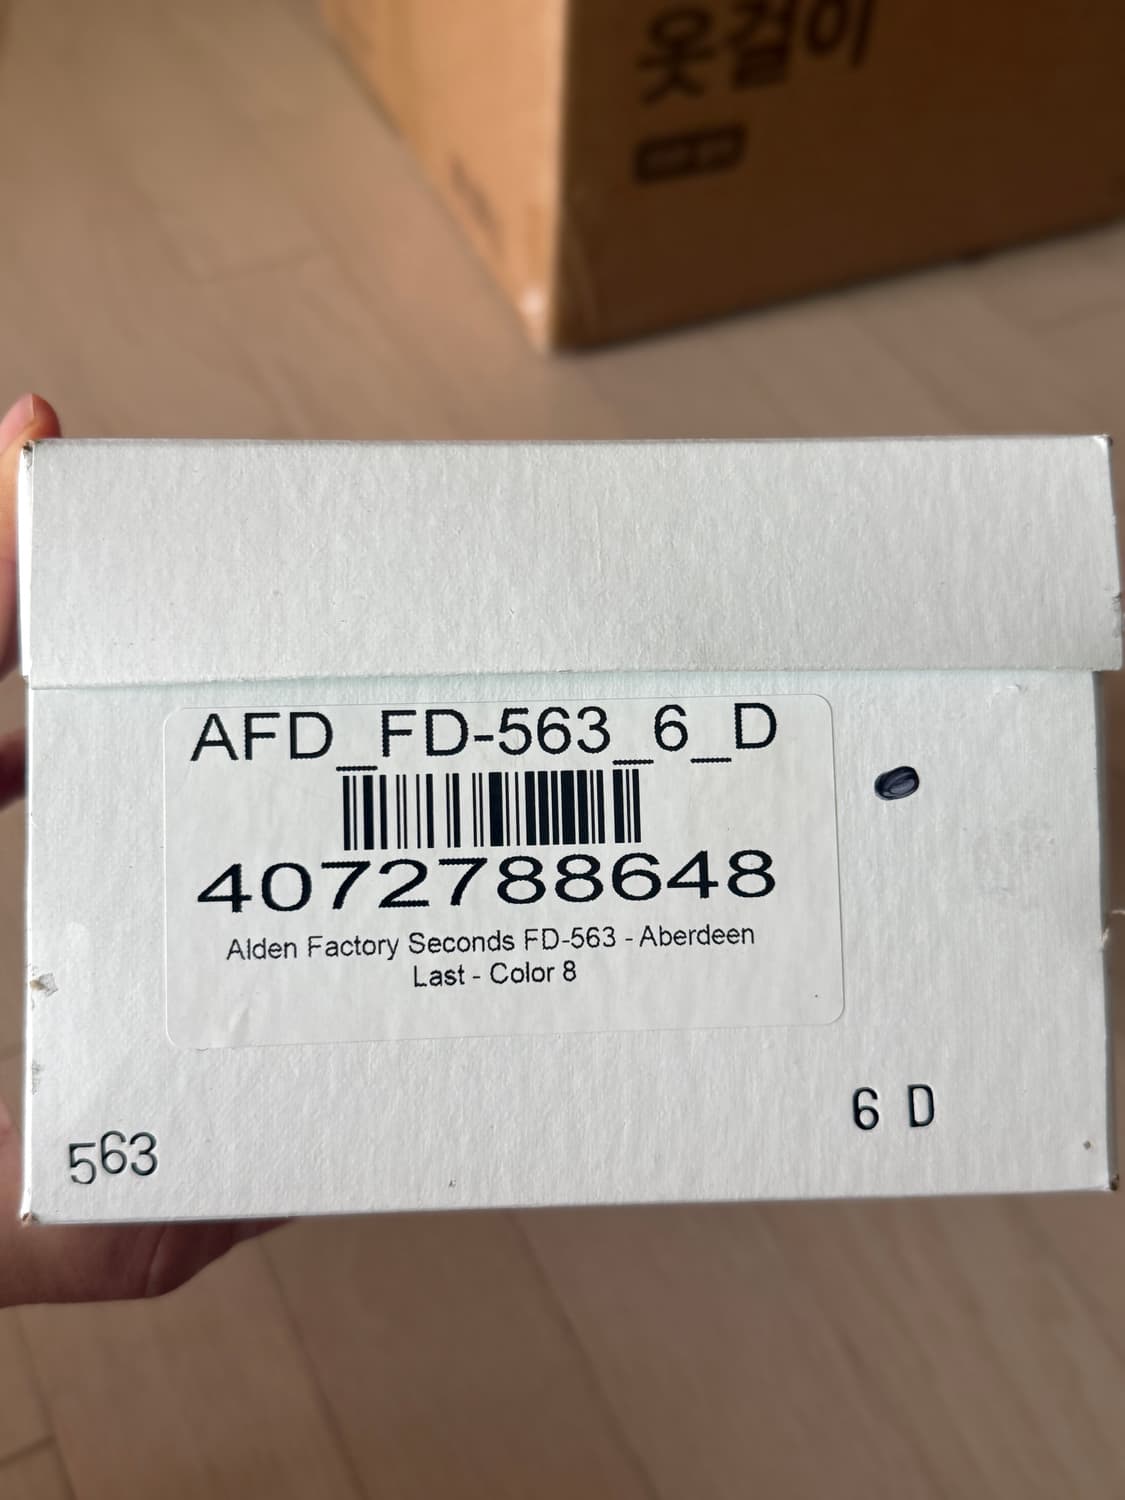 옷걸이
AFD_FD-563_6_D
4072788648
Alden Factory Seconds FD-563 - Aberdeen
Last - Color 8
6 D
563